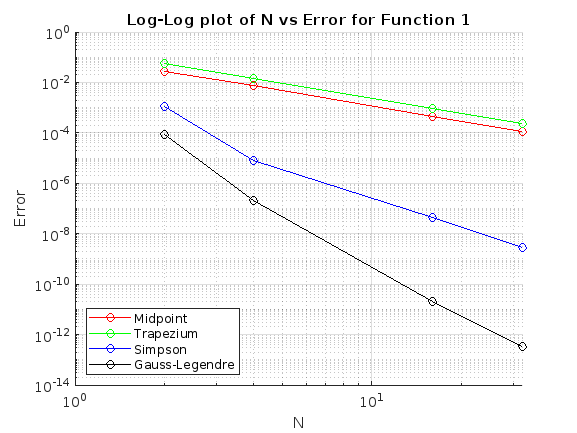 Log-Log plot of N vs Error for Function 1
10^0
10^-2
10^-4
10^-6
10^-8
10^-10
10^-12
10^-14
Error
Midpoint
Trapezium
Simpson
Gauss-Legendre
10^0
10^1
N